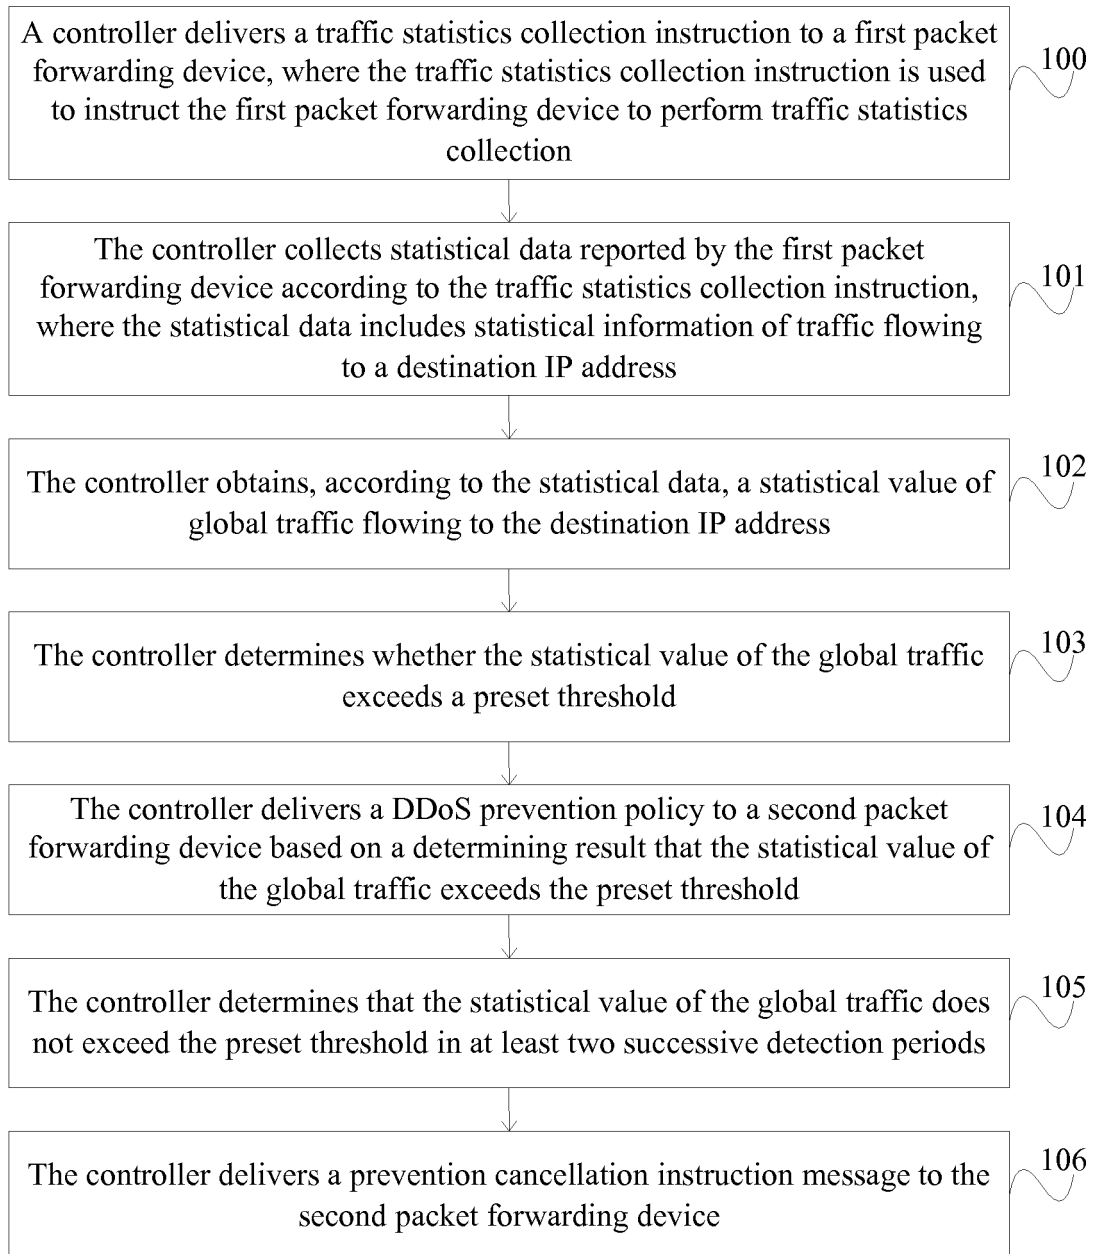 A controller delivers a traffic statistics collection instruction to a first packet
forwarding device, where the traffic statistics collection instruction is used
to instruct the first packet forwarding device to perform traffic statistics
collection
100
The controller collects statistical data reported by the first packet
forwarding device according to the traffic statistics collection instruction,
where the statistical data includes statistical information of traffic flowing
to a destination IP address
101
The controller obtains, according to the statistical data, a statistical value of
global traffic flowing to the destination IP address
102
The controller determines whether the statistical value of the global traffic
exceeds a preset threshold
103
The controller delivers a DDoS prevention policy to a second packet
forwarding device based on a determining result that the statistical value of
the global traffic exceeds the preset threshold
104
The controller determines that the statistical value of the global traffic does
not exceed the preset threshold in at least two successive detection periods
105
The controller delivers a prevention cancellation instruction message to the
second packet forwarding device
106